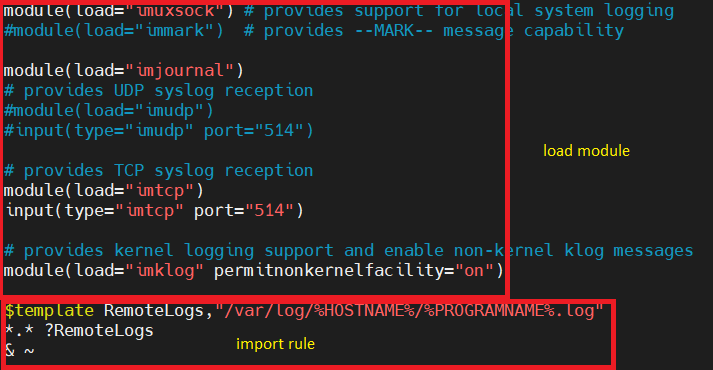 module(load="imuxsock") # provides support for local system logging
#module(load="immark")  # provides --MARK-- message capability
module(load="imjournal")
# provides UDP syslog reception
#module(load="imudp")
#input(type="imudp" port="514")
load module
# provides TCP syslog reception
module(load="imtcp")
input(type="imtcp" port="514")
# provides kernel logging support and enable non-kernel klog messages
module(load="imklog" permitnonkernelfacility="on")
$template RemoteLogs,"/var/log/%HOSTNAME%/%PROGRAMNAME%.log"
*.* ?RemoteLogs
import rule
& ~